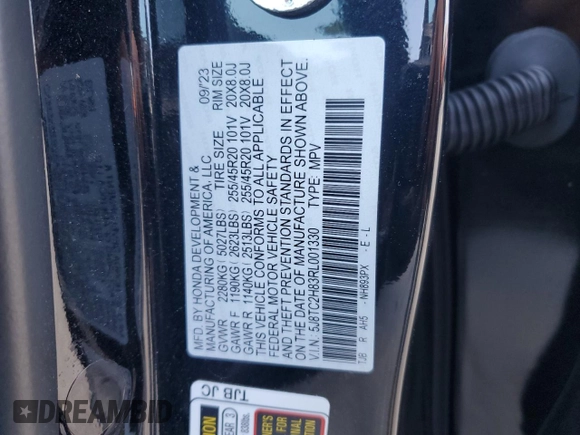 MFD. BY HONDA DEVELOPMENT & 09/23
MANUFACTURING OF AMERICA, LLC
GVWR 2280KG(5027LBS) TIRE SIZE RIM SIZE
GAWR F 1190KG(2623LBS) 255/45R20 101V 20X8.0J
GAWR R 1140KG(2513LBS) 255/45R20 101V 20X8.0J
THIS VEHICLE CONFORMS TO ALL APPLICABLE
FEDERAL MOTOR VEHICLE SAFETY
AND THEFT PREVENTION STANDARDS IN EFFECT
ON THE DATE OF MANUFACTURE SHOWN ABOVE.
V.I.N. 5J8TC2H83RL001330 TYPE: MPV
TJB R AH5 -NH893PX -E-L
TJB JC
DREAMBID